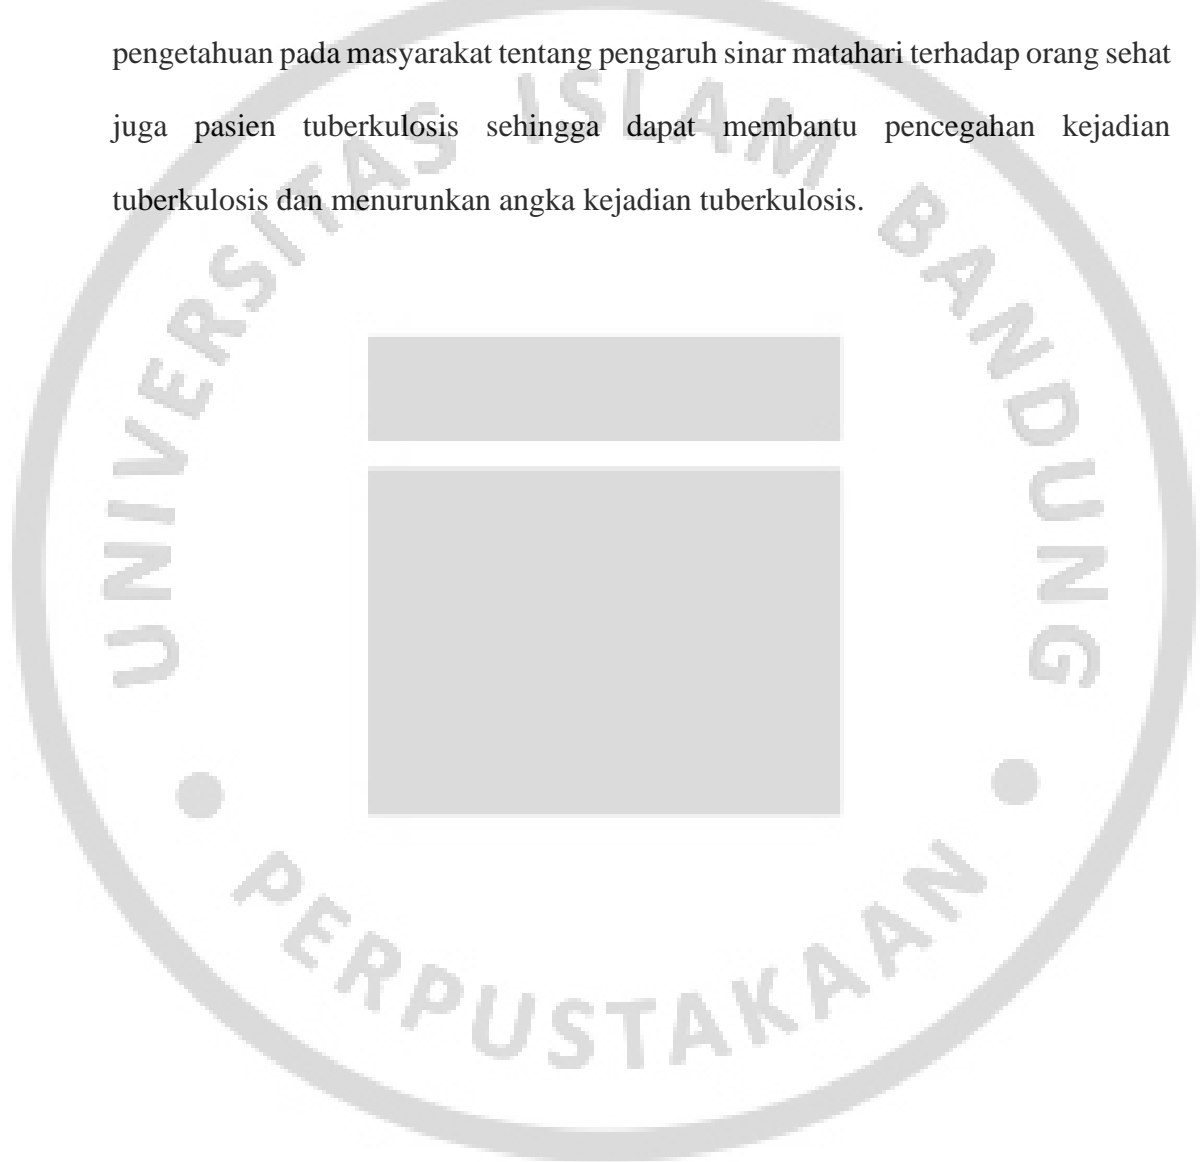 pengetahuan pada masyarakat tentang pengaruh sinar matahari terhadap orang sehat
juga pasien tuberkulosis sehingga dapat membantu pencegahan kejadian
tuberkulosis dan menurunkan angka kejadian tuberkulosis.
UNIVERSITAS ISLAM BANDUNG
PERPUSTAKAAN